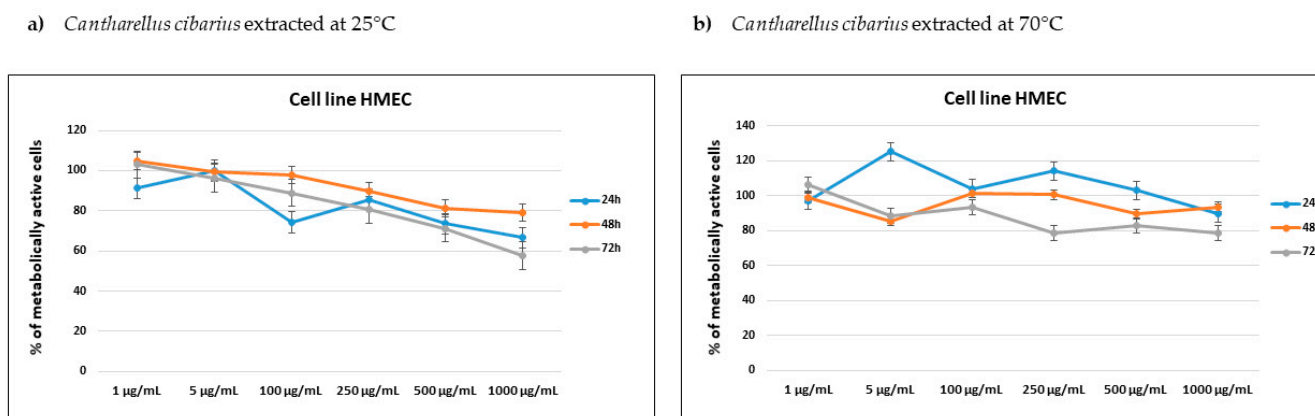 a) Cantharellus cibarius extracted at 25°C
Cell line HMEC
% of metabolically active cells
120
100
80
60
40
20
0
1 µg/mL 5 µg/mL 100 µg/mL 250 µg/mL 500 µg/mL 1000 µg/mL
24h
48h
72h
b) Cantharellus cibarius extracted at 70°C
Cell line HMEC
% of metabolically active cells
140
120
100
80
60
40
20
0
1 µg/mL 5 µg/mL 100 µg/mL 250 µg/mL 500 µg/mL 1000 µg/mL
24
48
72